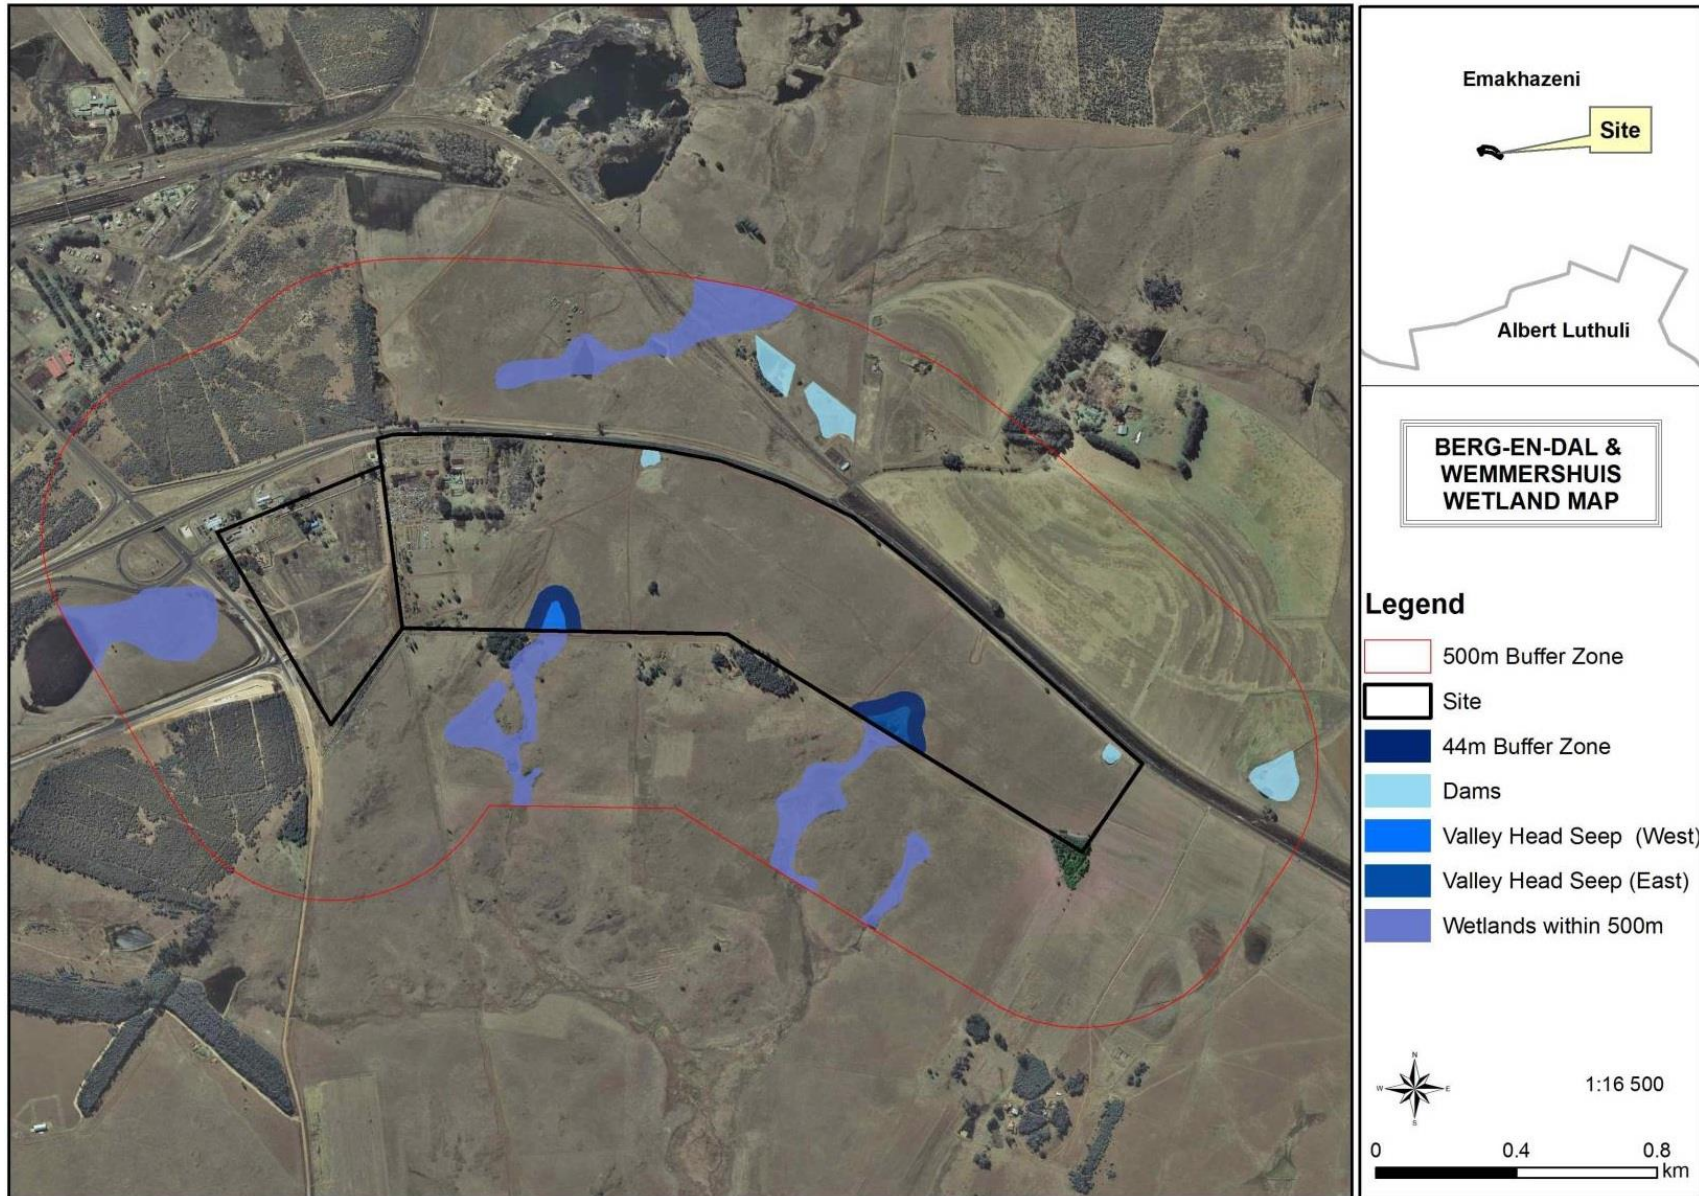 Emakhazeni
Site
Albert Luthuli
BERG-EN-DAL &
WEMMERSHUIS
WETLAND MAP
Legend
500m Buffer Zone
Site
44m Buffer Zone
Dams
Valley Head Seep (West)
Valley Head Seep (East)
Wetlands within 500m
N
W E
S
1:16 500
0 0.4 0.8
km